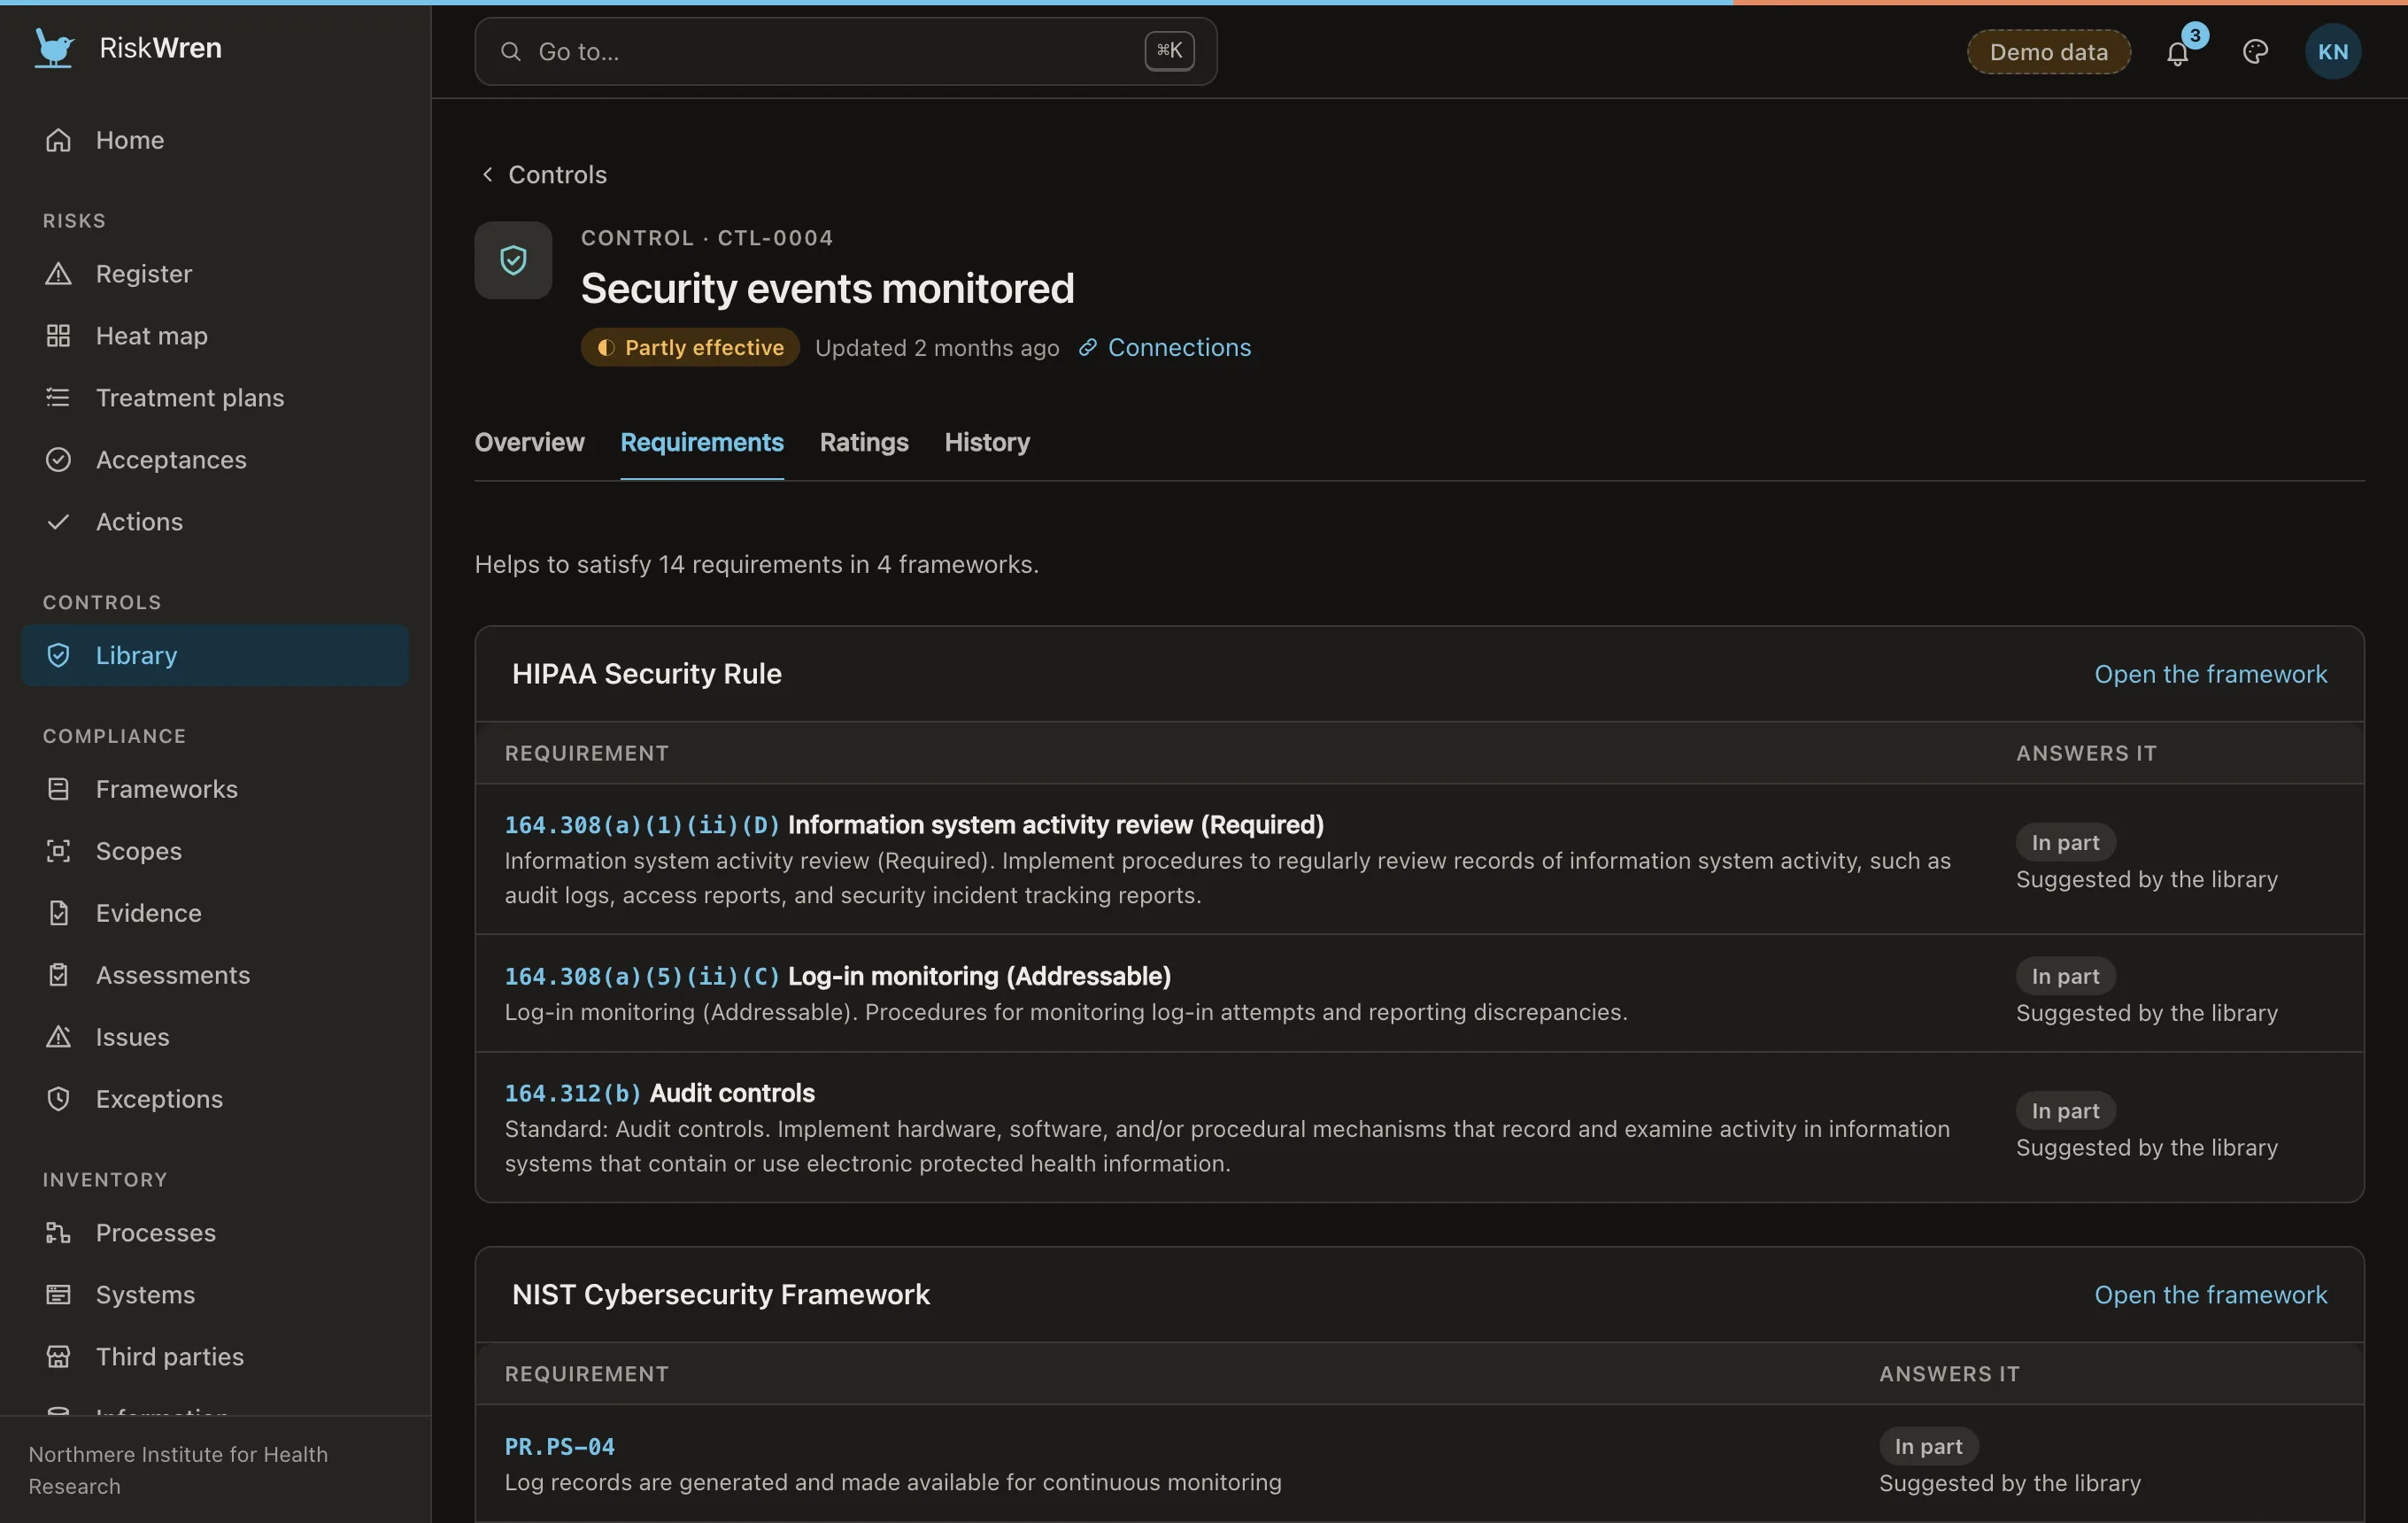 RiskWren
Go to...
⌘K
Demo data
3
KN
Home
RISKS
Register
Heat map
Treatment plans
Acceptances
Actions
CONTROLS
Library
COMPLIANCE
Frameworks
Scopes
Evidence
Assessments
Issues
Exceptions
INVENTORY
Processes
Systems
Third parties
Information
Northmere Institute for Health
Research
Controls
CONTROL · CTL-0004
Security events monitored
Partly effective
Updated 2 months ago
Connections
Overview
Requirements
Ratings
History
Helps to satisfy 14 requirements in 4 frameworks.
HIPAA Security Rule
Open the framework
REQUIREMENT
ANSWERS IT
164.308(a)(1)(ii)(D) Information system activity review (Required)
Information system activity review (Required). Implement procedures to regularly review records of information system activity, such as
audit logs, access reports, and security incident tracking reports.
In part
Suggested by the library
164.308(a)(5)(ii)(C) Log-in monitoring (Addressable)
Log-in monitoring (Addressable). Procedures for monitoring log-in attempts and reporting discrepancies.
In part
Suggested by the library
164.312(b) Audit controls
Standard: Audit controls. Implement hardware, software, and/or procedural mechanisms that record and examine activity in information
systems that contain or use electronic protected health information.
In part
Suggested by the library
NIST Cybersecurity Framework
Open the framework
REQUIREMENT
ANSWERS IT
PR.PS-04
Log records are generated and made available for continuous monitoring
In part
Suggested by the library